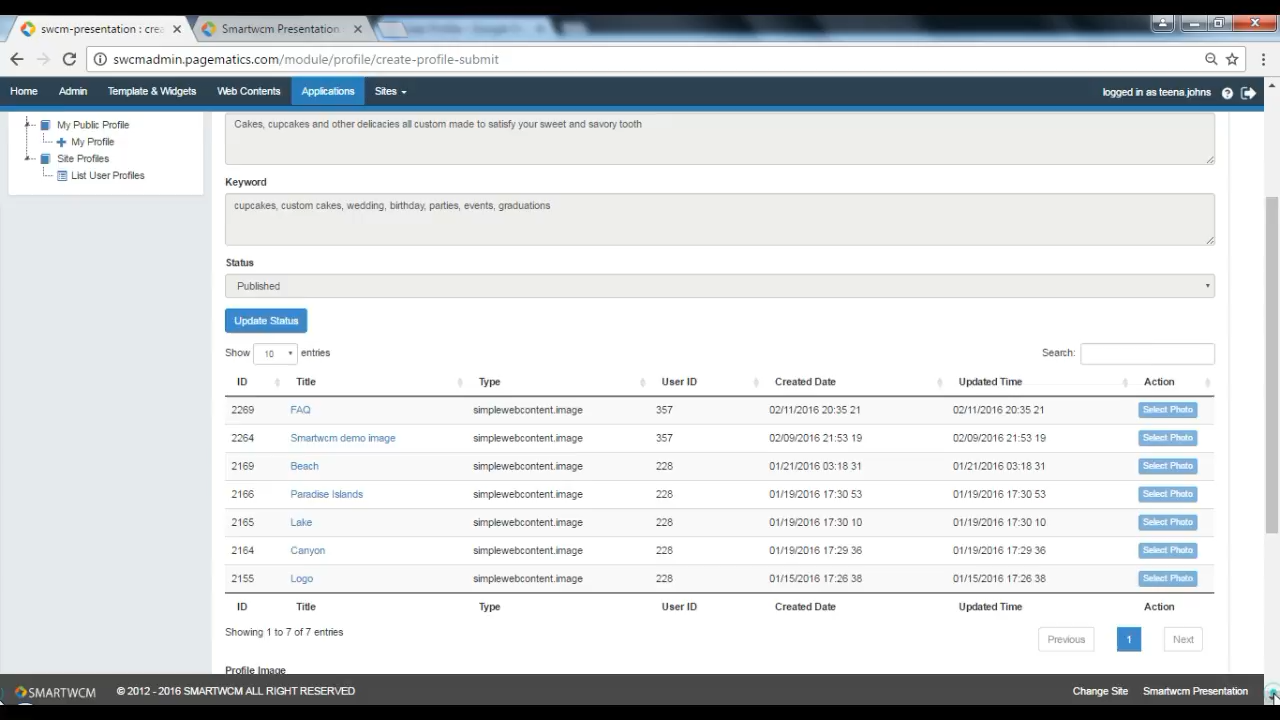 swcm-presentation : crea
Smartwcm Presentation
swcmadmin.pagematics.com/module/profile/create-profile-submit
Home Admin Template & Widgets Web Contents Applications Sites logged in as teena.johns
My Public Profile
My Profile
Site Profiles
List User Profiles
Cakes, cupcakes and other delicacies all custom made to satisfy your sweet and savory tooth
Keyword
cupcakes, custom cakes, wedding, birthday, parties, events, graduations
Status
Published
Update Status
Show 10 entries Search:
ID Title Type User ID Created Date Updated Time Action
2269 FAQ simplewebcontent.image 357 02/11/2016 20:35 21 02/11/2016 20:35 21 Select Photo
2264 Smartwcm demo image simplewebcontent.image 357 02/09/2016 21:53 19 02/09/2016 21:53 19 Select Photo
2169 Beach simplewebcontent.image 228 01/21/2016 03:18 31 01/21/2016 03:18 31 Select Photo
2166 Paradise Islands simplewebcontent.image 228 01/19/2016 17:30 53 01/19/2016 17:30 53 Select Photo
2165 Lake simplewebcontent.image 228 01/19/2016 17:30 10 01/19/2016 17:30 10 Select Photo
2164 Canyon simplewebcontent.image 228 01/19/2016 17:29 36 01/19/2016 17:29 36 Select Photo
2155 Logo simplewebcontent.image 228 01/15/2016 17:26 38 01/15/2016 17:26 38 Select Photo
ID Title Type User ID Created Date Updated Time Action
Showing 1 to 7 of 7 entries
Previous 1 Next
Profile Image
SMARTWCM © 2012 - 2016 SMARTWCM ALL RIGHT RESERVED Change Site Smartwcm Presentation